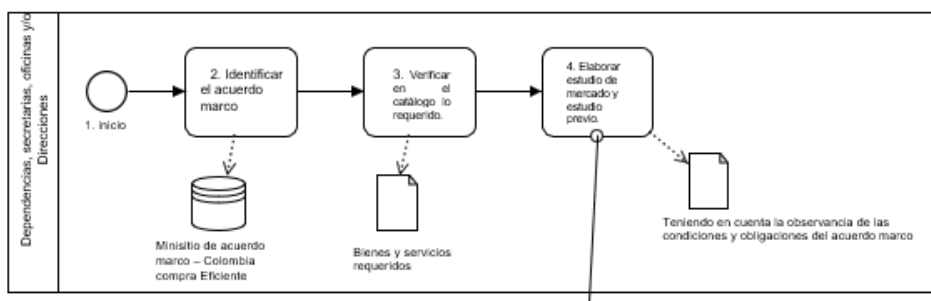 Dependencias, secretarias, oficinas y/o
Direcciones
1. inicio
2. Identificar
el acuerdo
marco
3. Verificar
en el
catálogo lo
requerido.
4. Elaborar
estudio de
mercado y
estudio
previo.
Minisitio de acuerdo
marco – Colombia
compra Eficiente
Bienes y servicios
requeridos
Teniendo en cuenta la observancia de las
condiciones y obligaciones del acuerdo marco